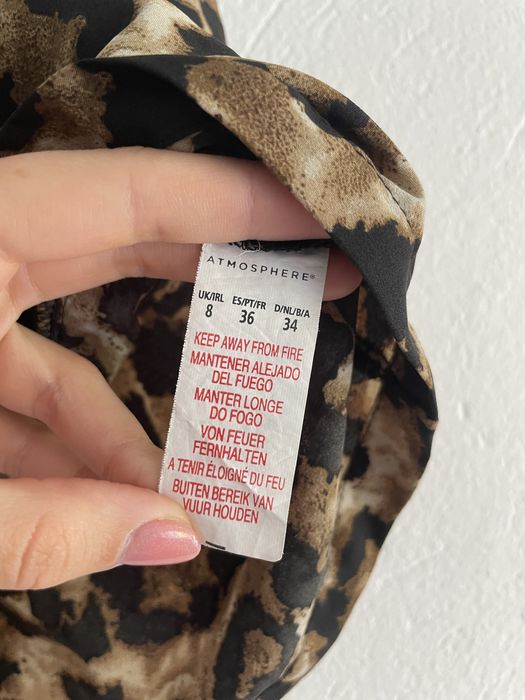 ATMOSPHERE®
UK/IRL ES/PT/FR D/NL/B/A
8 36 34
KEEP AWAY FROM FIRE
MANTENER ALEJADO
DEL FUEGO
MANTER LONGE
DO FOGO
VON FEUER
FERNHALTEN
A TENIR ÉLOIGNÉ DU FEU
BUITEN BEREIK VAN
VUUR HOUDEN